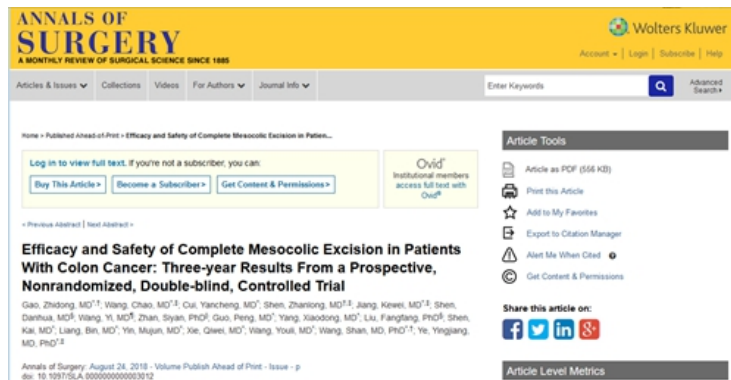 ANNALS OF
SURGERY
A MONTHLY REVIEW OF SURGICAL SCIENCE SINCE 1885
Wolters Kluwer
Account | Login | Subscribe | Help
Articles & Issues Collections Videos For Authors Journal Info
Enter Keywords
Advanced
Search
Home > Published Ahead-of-Print > Efficacy and Safety of Complete Mesocolic Excision in Patien...
Log in to view full text. If you're not a subscriber, you can:
Buy This Article > Become a Subscriber > Get Content & Permissions >
Ovid®
Institutional members
access full text with
Ovid®
< Previous Abstract | Next Abstract >
Efficacy and Safety of Complete Mesocolic Excision in Patients
With Colon Cancer: Three-year Results From a Prospective,
Nonrandomized, Double-blind, Controlled Trial
Gao, Zhidong, MD*,†; Wang, Chao, MD*,‡; Cui, Yancheng, MD*; Shen, Zhanlong, MD†,‡; Jiang, Kewei, MD*,‡; Shen,
Danhua, MD§; Wang, Yi, MD¶; Zhan, Siyan, PhD‖; Guo, Peng, MD*; Yang, Xiaodong, MD*; Liu, Fangfang, PhD§; Shen,
Kai, MD*; Liang, Bin, MD*; Yin, Mujun, MD*; Xie, Qiwei, MD*; Wang, Youli, MD*; Wang, Shan, MD, PhD*,†; Ye, Yingjiang,
MD, PhD*,‡
Annals of Surgery: August 24, 2018 - Volume Publish Ahead of Print - Issue - p
doi: 10.1097/SLA.0000000000003012
Article Tools
Article as PDF (556 KB)
Print this Article
Add to My Favorites
Export to Citation Manager
Alert Me When Cited
Get Content & Permissions
Share this article on:
Article Level Metrics